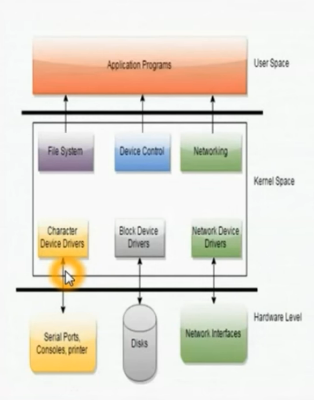 Application Programs
User Space
File System
Device Control
Networking
Kernel Space
Character
Device Drivers
Block Device
Drivers
Network Device
Drivers
Hardware Level
Serial Ports,
Consoles, printer
Disks
Network Interfaces